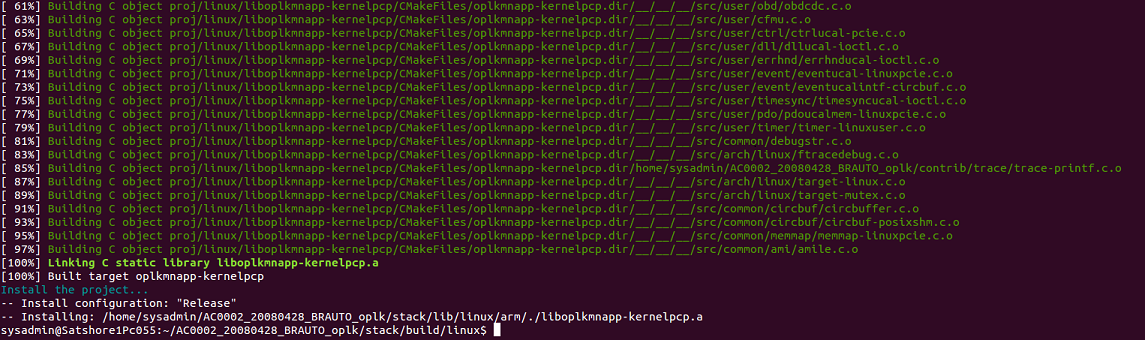 [ 61%] Building C object proj/linux/liboplkmnapp-kernelpcp/CMakeFiles/oplkmnapp-kernelpcp.dir/__/__/__/src/user/obd/obdcdc.c.o
[ 63%] Building C object proj/linux/liboplkmnapp-kernelpcp/CMakeFiles/oplkmnapp-kernelpcp.dir/__/__/__/src/user/cfmu.c.o
[ 65%] Building C object proj/linux/liboplkmnapp-kernelpcp/CMakeFiles/oplkmnapp-kernelpcp.dir/__/__/__/src/user/ctrl/ctrlucal-pcie.c.o
[ 67%] Building C object proj/linux/liboplkmnapp-kernelpcp/CMakeFiles/oplkmnapp-kernelpcp.dir/__/__/__/src/user/dll/dllucal-ioctl.c.o
[ 69%] Building C object proj/linux/liboplkmnapp-kernelpcp/CMakeFiles/oplkmnapp-kernelpcp.dir/__/__/__/src/user/errhnd/errhnducal-ioctl.c.o
[ 71%] Building C object proj/linux/liboplkmnapp-kernelpcp/CMakeFiles/oplkmnapp-kernelpcp.dir/__/__/__/src/user/event/eventucal-linuxpcie.c.o
[ 73%] Building C object proj/linux/liboplkmnapp-kernelpcp/CMakeFiles/oplkmnapp-kernelpcp.dir/__/__/__/src/user/event/eventucalintf-circbuf.c.o
[ 75%] Building C object proj/linux/liboplkmnapp-kernelpcp/CMakeFiles/oplkmnapp-kernelpcp.dir/__/__/__/src/user/timesync/timesyncucal-ioctl.c.o
[ 77%] Building C object proj/linux/liboplkmnapp-kernelpcp/CMakeFiles/oplkmnapp-kernelpcp.dir/__/__/__/src/user/pdo/pdoucalmem-linuxpcie.c.o
[ 79%] Building C object proj/linux/liboplkmnapp-kernelpcp/CMakeFiles/oplkmnapp-kernelpcp.dir/__/__/__/src/user/timer/timer-linuxuser.c.o
[ 81%] Building C object proj/linux/liboplkmnapp-kernelpcp/CMakeFiles/oplkmnapp-kernelpcp.dir/__/__/__/src/common/debugstr.c.o
[ 83%] Building C object proj/linux/liboplkmnapp-kernelpcp/CMakeFiles/oplkmnapp-kernelpcp.dir/__/__/__/src/arch/linux/ftracedebug.c.o
[ 85%] Building C object proj/linux/liboplkmnapp-kernelpcp/CMakeFiles/oplkmnapp-kernelpcp.dir/home/sysadmin/AC0002_20080428_BRAUTO_oplk/contrib/trace/trace-printf.c.o
[ 87%] Building C object proj/linux/liboplkmnapp-kernelpcp/CMakeFiles/oplkmnapp-kernelpcp.dir/__/__/__/src/arch/linux/target-linux.c.o
[ 89%] Building C object proj/linux/liboplkmnapp-kernelpcp/CMakeFiles/oplkmnapp-kernelpcp.dir/__/__/__/src/arch/linux/target-mutex.c.o
[ 91%] Building C object proj/linux/liboplkmnapp-kernelpcp/CMakeFiles/oplkmnapp-kernelpcp.dir/__/__/__/src/common/circbuf/circbuffer.c.o
[ 93%] Building C object proj/linux/liboplkmnapp-kernelpcp/CMakeFiles/oplkmnapp-kernelpcp.dir/__/__/__/src/common/circbuf/circbuf-posixshm.c.o
[ 95%] Building C object proj/linux/liboplkmnapp-kernelpcp/CMakeFiles/oplkmnapp-kernelpcp.dir/__/__/__/src/common/memmap/memmap-linuxpcie.c.o
[ 97%] Building C object proj/linux/liboplkmnapp-kernelpcp/CMakeFiles/oplkmnapp-kernelpcp.dir/__/__/__/src/common/ami/amile.c.o
[100%] Linking C static library liboplkmnapp-kernelpcp.a
[100%] Built target oplkmnapp-kernelpcp
Install the project...
-- Install configuration: "Release"
-- Installing: /home/sysadmin/AC0002_20080428_BRAUTO_oplk/stack/lib/linux/arm/./liboplkmnapp-kernelpcp.a
sysadmin@Satshore1Pc055:~/AC0002_20080428_BRAUTO_oplk/stack/build/linux$